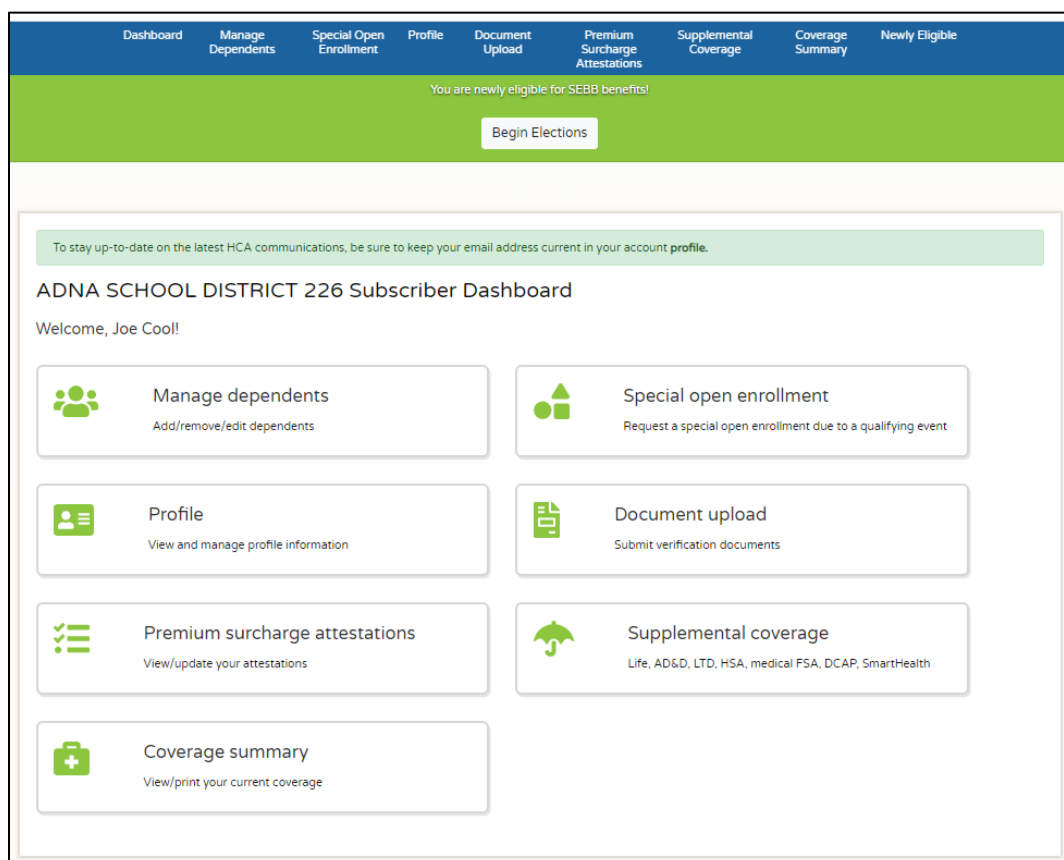 Dashboard
Manage
Dependents
Special Open
Enrollment
Profile
Document
Upload
Premium
Surcharge
Attestations
Supplemental
Coverage
Coverage
Summary
Newly Eligible
You are newly eligible for SEBB benefits!
Begin Elections
To stay up-to-date on the latest HCA communications, be sure to keep your email address current in your account profile.
ADNA SCHOOL DISTRICT 226 Subscriber Dashboard
Welcome, Joe Cool!
Manage dependents
Add/remove/edit dependents
Special open enrollment
Request a special open enrollment due to a qualifying event
Profile
View and manage profile information
Document upload
Submit verification documents
Premium surcharge attestations
View/update your attestations
Supplemental coverage
Life, AD&D, LTD, HSA, medical FSA, DCAP, SmartHealth
Coverage summary
View/print your current coverage